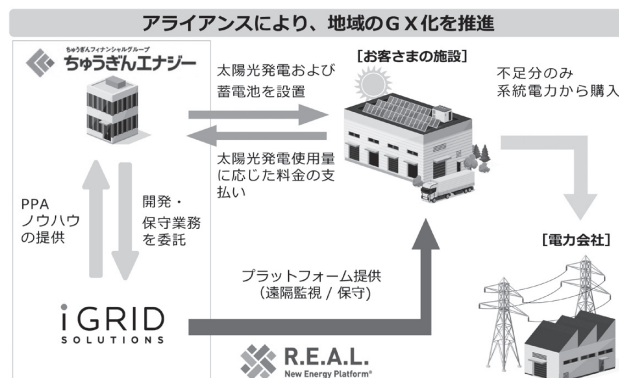 アライアンスにより、地域のGX化を推進
ちゅうぎんフィナンシャルグループ
ちゅうぎんエナジー
太陽光発電および
蓄電池を設置
[お客さまの施設]
不足分のみ
系統電力から購入
太陽光発電使用量
に応じた料金の支
払い
PPA
ノウハウ
の提供
開発・
保守業務
を委託
[電力会社]
プラットフォーム提供
(遠隔監視 / 保守)
iGRID
SOLUTIONS
R.E.A.L.
New Energy Platform®